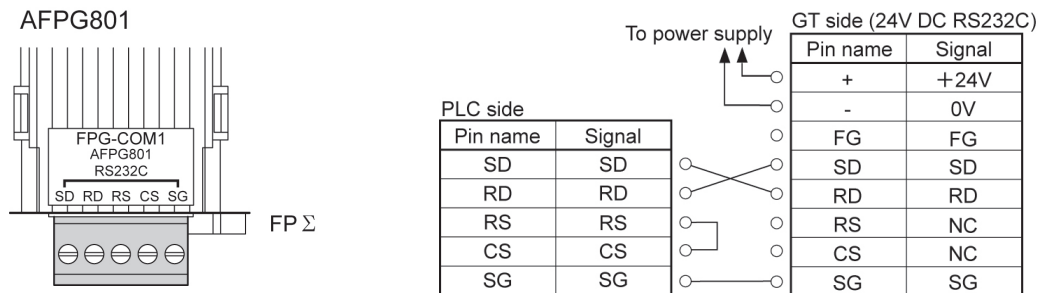 AFPG801
FPG-COM1
AFPG801
RS232C
SD RD RS CS SG
FP Σ
To power supply
PLC side
Pin name Signal
SD SD
RD RD
RS RS
CS CS
SG SG
GT side (24V DC RS232C)
Pin name Signal
+ +24V
- 0V
FG FG
SD SD
RD RD
RS NC
CS NC
SG SG